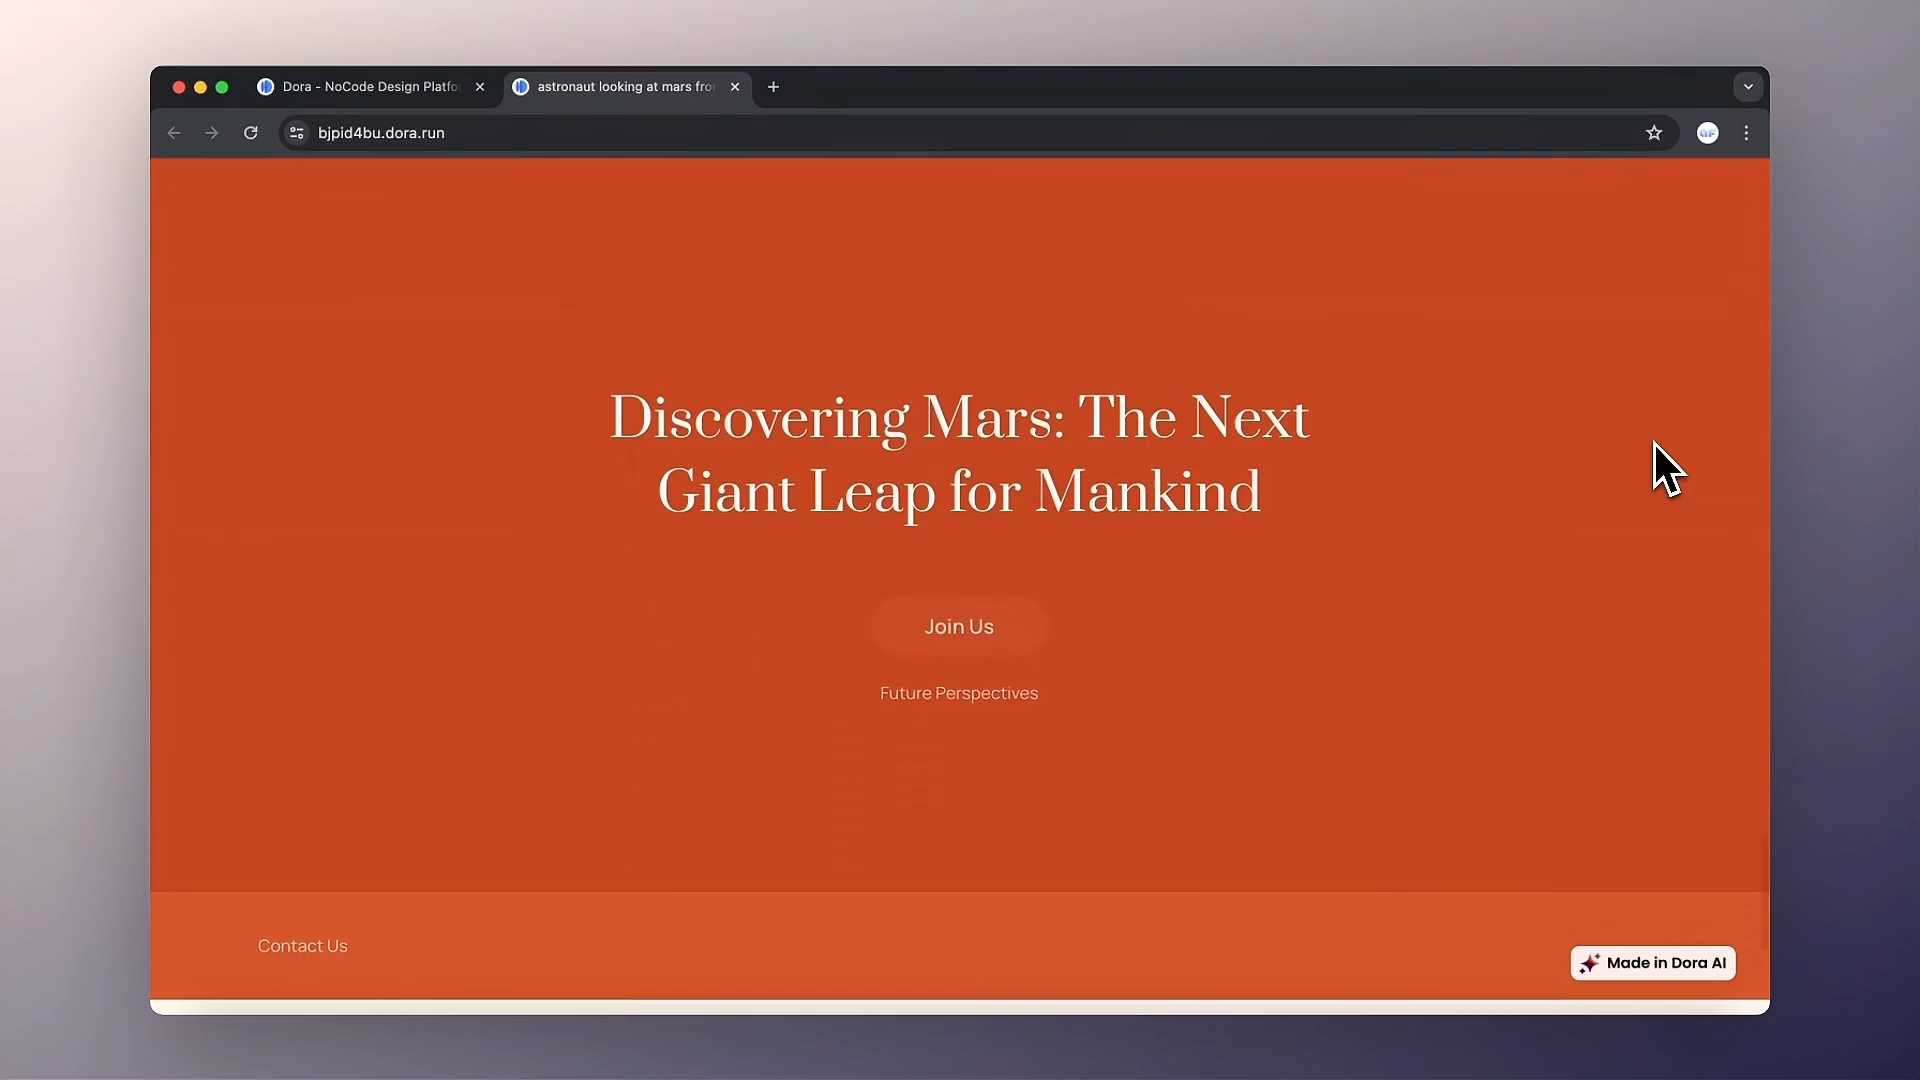 Dora - NoCode Design Platfo
astronaut looking at mars fro
bjpid4bu.dora.run
Discovering Mars: The Next
Giant Leap for Mankind
Join Us
Future Perspectives
Contact Us
Made in Dora AI